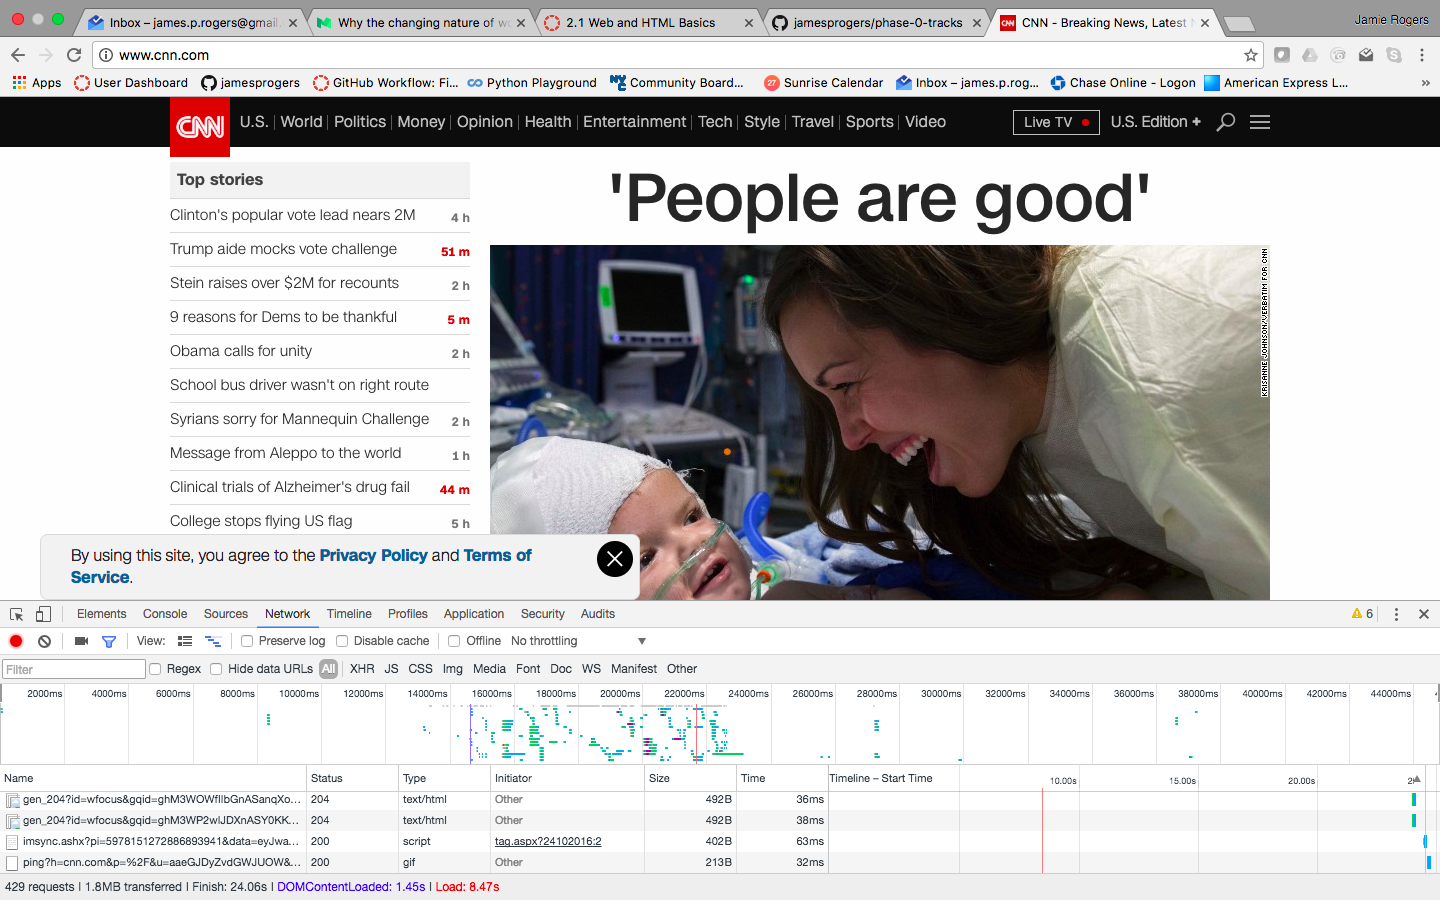 Inbox – james.p.rogers@gmail.
Why the changing nature of wo
2.1 Web and HTML Basics
jamesprogers/phase-0-tracks
CNN - Breaking News, Latest N
Jamie Rogers
www.cnn.com
Apps
User Dashboard
jamesprogers
GitHub Workflow: Fi...
Python Playground
Community Board...
27
Sunrise Calendar
Inbox – james.p.rog...
Chase Online - Logon
American Express L...
»
CNN
U.S. | World | Politics | Money | Opinion | Health | Entertainment | Tech | Style | Travel | Sports | Video
Live TV
U.S. Edition +
Top stories
Clinton's popular vote lead nears 2M 4 h
Trump aide mocks vote challenge 51 m
Stein raises over $2M for recounts 2 h
9 reasons for Dems to be thankful 5 m
Obama calls for unity 2 h
School bus driver wasn't on right route
Syrians sorry for Mannequin Challenge 2 h
Message from Aleppo to the world 1 h
Clinical trials of Alzheimer's drug fail 44 m
College stops flying US flag 5 h
'People are good'
KRISANNE JOHNSON/VERBATIM FOR CNN
By using this site, you agree to the Privacy Policy and Terms of
Service.
Elements Console Sources Network Timeline Profiles Application Security Audits 6
View: Preserve log Disable cache Offline No throttling
Filter Regex Hide data URLs All XHR JS CSS Img Media Font Doc WS Manifest Other
2000ms 4000ms 6000ms 8000ms 10000ms 12000ms 14000ms 16000ms 18000ms 20000ms 22000ms 24000ms 26000ms 28000ms 30000ms 32000ms 34000ms 36000ms 38000ms 40000ms 42000ms 44000ms
Name Status Type Initiator Size Time Timeline – Start Time 10.00s 15.00s 20.00s
gen_204?id=wfocus&gqid=ghM3WOWfIIbGnASanqXo... 204 text/html Other 492B 36ms
gen_204?id=wfocus&gqid=ghM3WP2wIJDXnASY0KK... 204 text/html Other 492B 38ms
imsync.ashx?pi=5978151272886893941&data=eyJwa... 200 script tag.aspx?24102016:2 402B 63ms
ping?h=cnn.com&p=%2F&u=aaeGJDyZvdGWJUOW&... 200 gif Other 213B 32ms
429 requests | 1.8MB transferred | Finish: 24.06s | DOMContentLoaded: 1.45s | Load: 8.47s